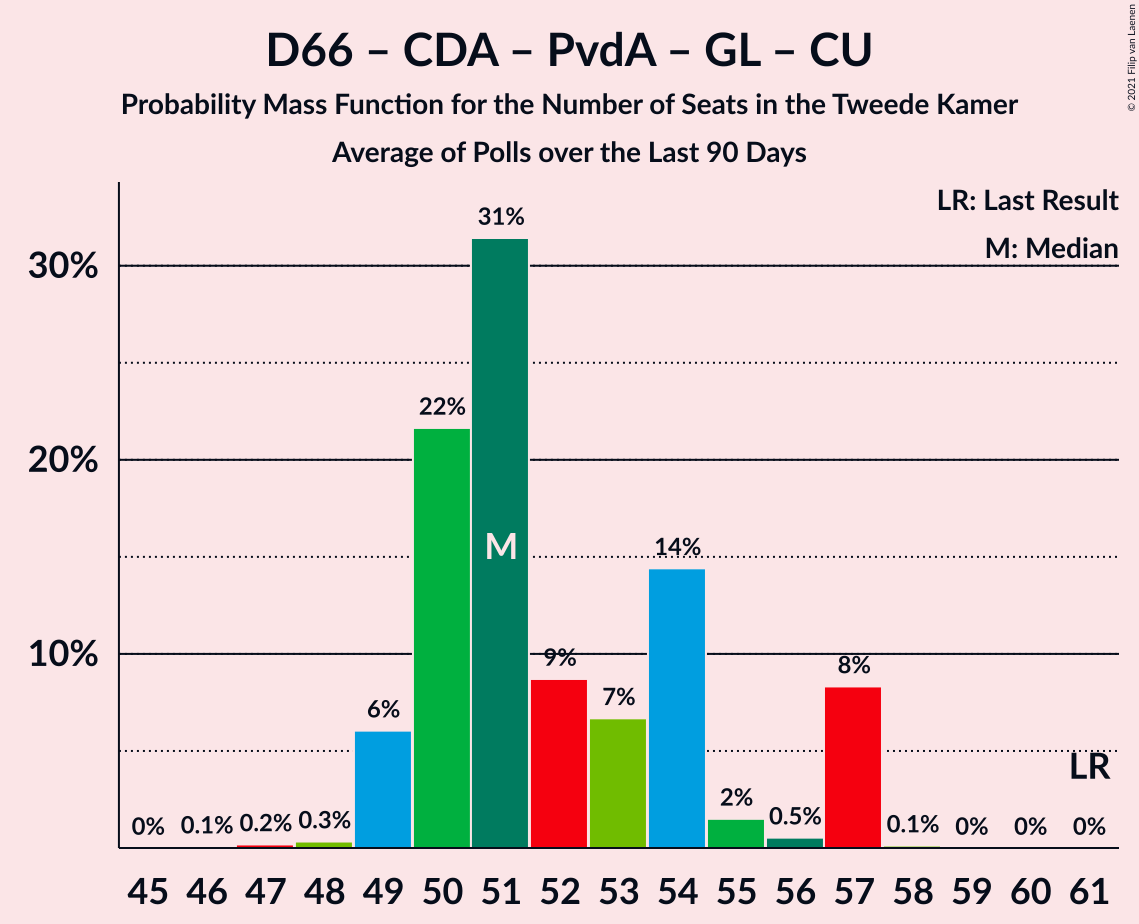 D66 – CDA – PvdA – GL – CU
Probability Mass Function for the Number of Seats in the Tweede Kamer
Average of Polls over the Last 90 Days
© 2021 Filip van Laenen
LR: Last Result
M: Median
30%
20%
10%
0%
0.1%
0.2%
0.3%
6%
22%
31%
M
9%
7%
14%
2%
0.5%
8%
0.1%
0%
0%
LR
0%
45 46 47 48 49 50 51 52 53 54 55 56 57 58 59 60 61